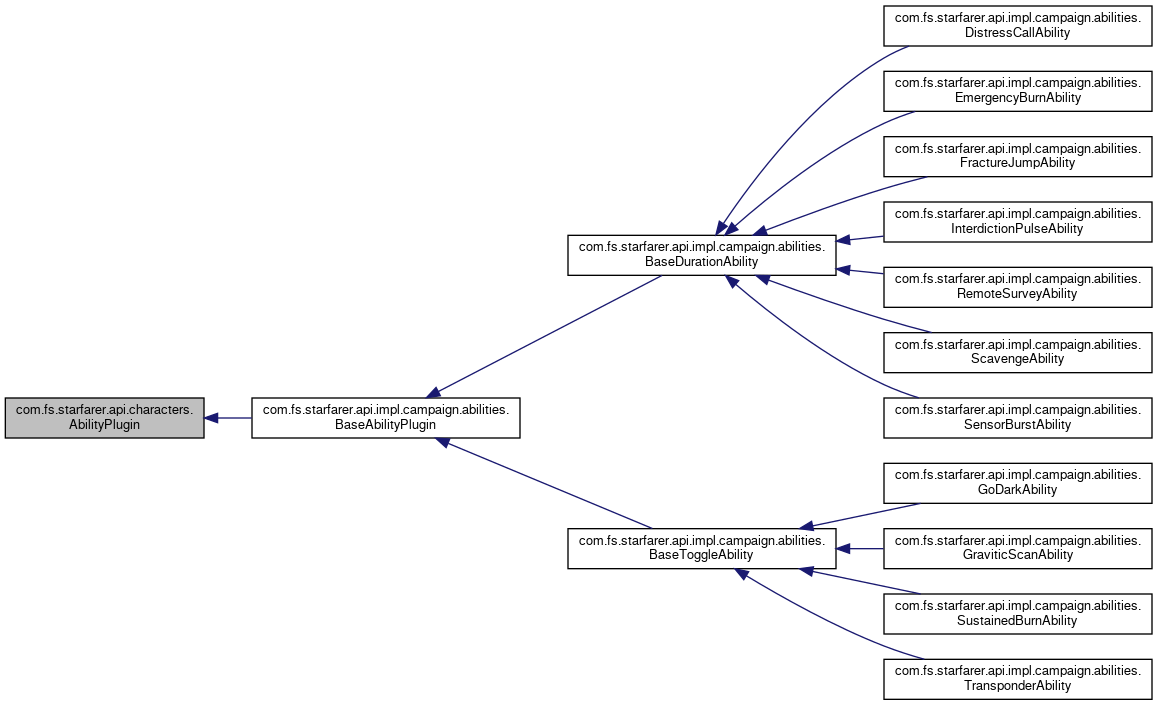 com.fs.starfarer.api.characters.
AbilityPlugin
com.fs.starfarer.api.impl.campaign.abilities.
BaseAbilityPlugin
com.fs.starfarer.api.impl.campaign.abilities.
BaseDurationAbility
com.fs.starfarer.api.impl.campaign.abilities.
DistressCallAbility
com.fs.starfarer.api.impl.campaign.abilities.
EmergencyBurnAbility
com.fs.starfarer.api.impl.campaign.abilities.
FractureJumpAbility
com.fs.starfarer.api.impl.campaign.abilities.
InterdictionPulseAbility
com.fs.starfarer.api.impl.campaign.abilities.
RemoteSurveyAbility
com.fs.starfarer.api.impl.campaign.abilities.
ScavengeAbility
com.fs.starfarer.api.impl.campaign.abilities.
SensorBurstAbility
com.fs.starfarer.api.impl.campaign.abilities.
BaseToggleAbility
com.fs.starfarer.api.impl.campaign.abilities.
GoDarkAbility
com.fs.starfarer.api.impl.campaign.abilities.
GraviticScanAbility
com.fs.starfarer.api.impl.campaign.abilities.
SustainedBurnAbility
com.fs.starfarer.api.impl.campaign.abilities.
TransponderAbility